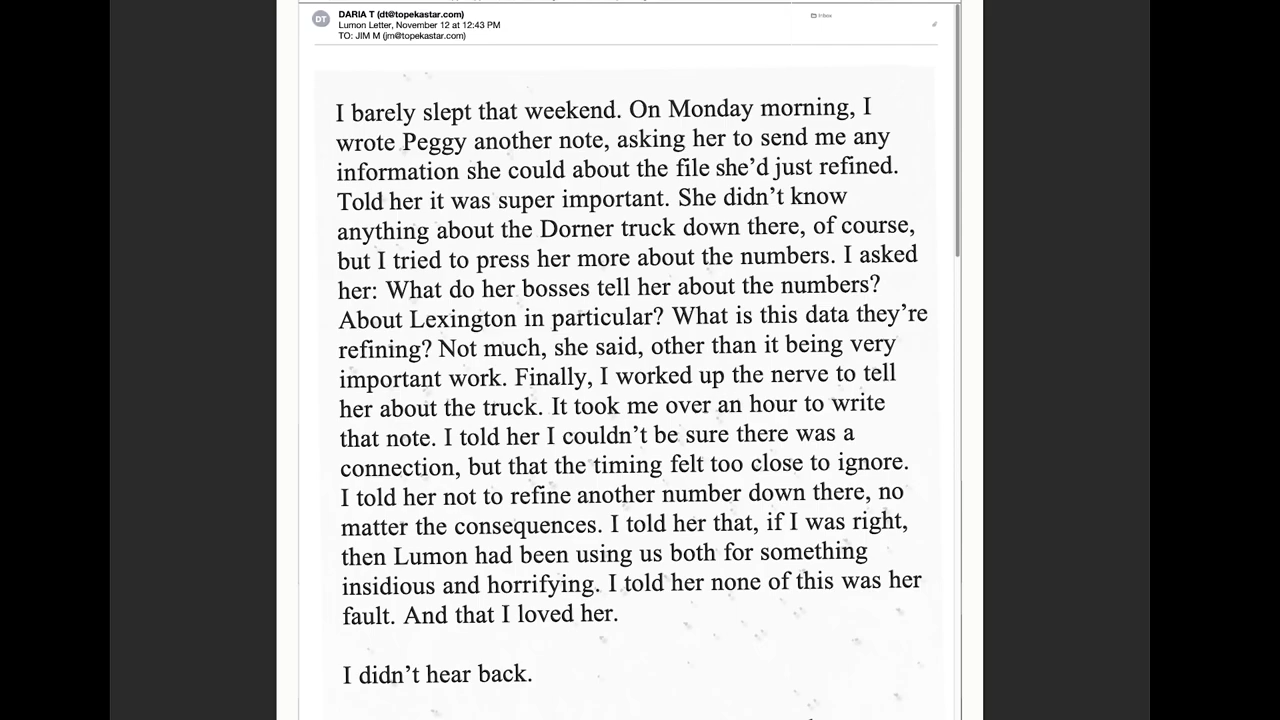 DT
DARIA T (dt@topekastar.com)
Inbox
Lumon Letter, November 12 at 12:43 PM
TO: JIM M (jm@topekastar.com)
I barely slept that weekend. On Monday morning, I
wrote Peggy another note, asking her to send me any
information she could about the file she’d just refined.
Told her it was super important. She didn’t know
anything about the Dorner truck down there, of course,
but I tried to press her more about the numbers. I asked
her: What do her bosses tell her about the numbers?
About Lexington in particular? What is this data they’re
refining? Not much, she said, other than it being very
important work. Finally, I worked up the nerve to tell
her about the truck. It took me over an hour to write
that note. I told her I couldn’t be sure there was a
connection, but that the timing felt too close to ignore.
I told her not to refine another number down there, no
matter the consequences. I told her that, if I was right,
then Lumon had been using us both for something
insidious and horrifying. I told her none of this was her
fault. And that I loved her.
I didn’t hear back.